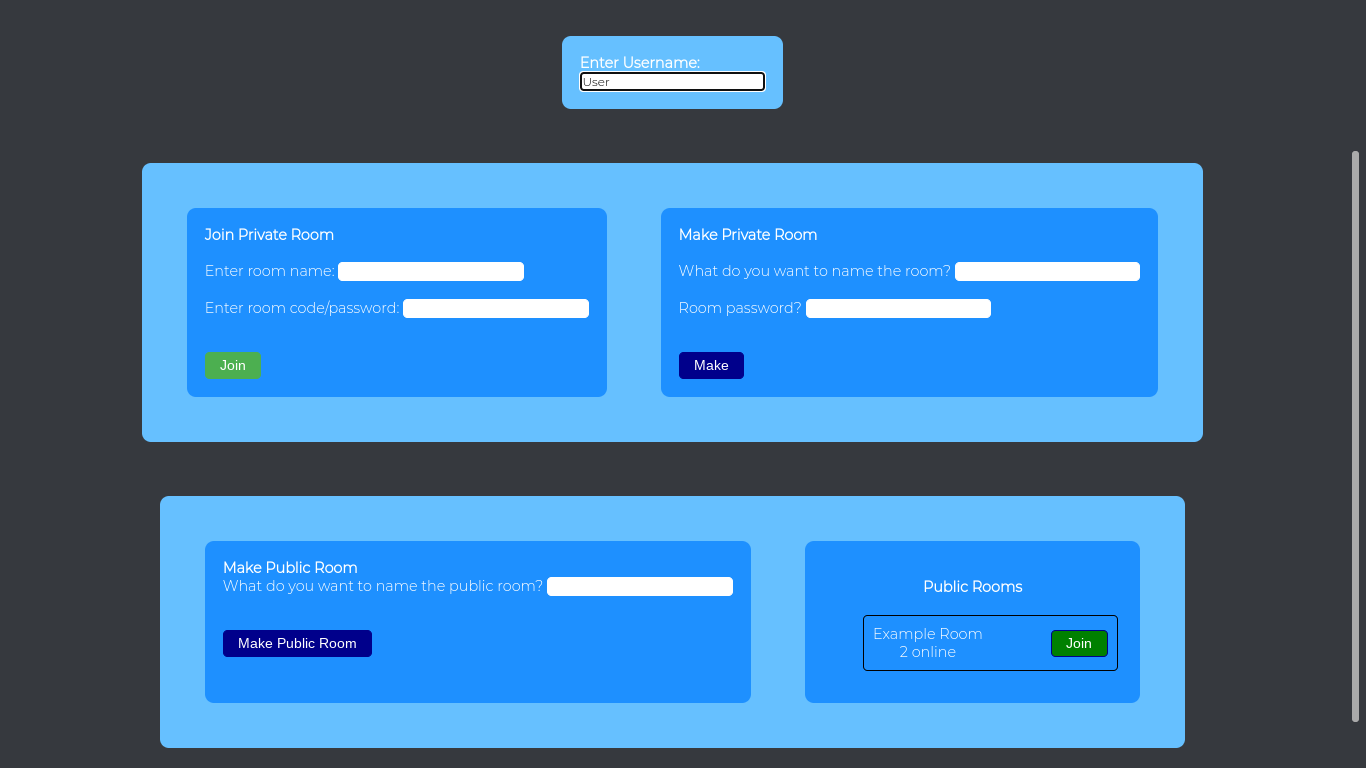 Enter Username:
User
Join Private Room
Enter room name:
Enter room code/password:
Join
Make Private Room
What do you want to name the room?
Room password?
Make
Make Public Room
What do you want to name the public room?
Make Public Room
Public Rooms
Example Room
2 online
Join